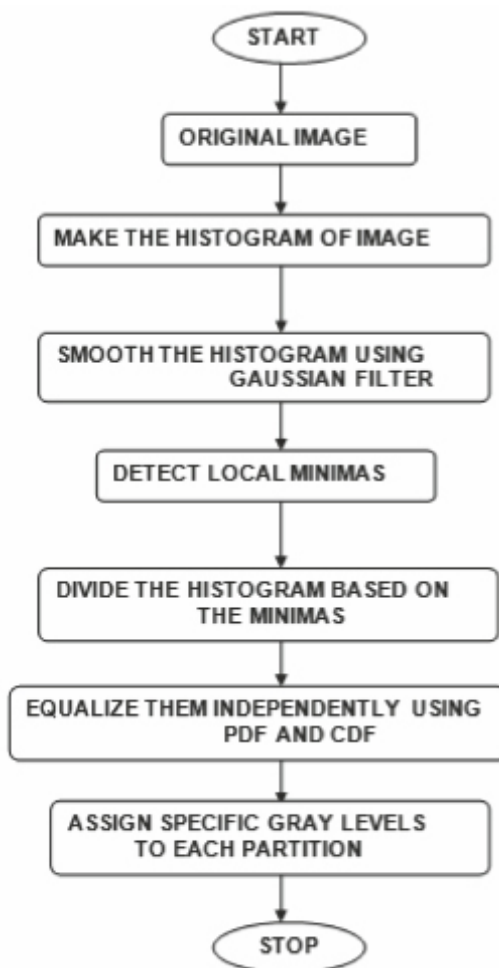 START
ORIGINAL IMAGE
MAKE THE HISTOGRAM OF IMAGE
SMOOTH THE HISTOGRAM USING
GAUSSIAN FILTER
DETECT LOCAL MINIMAS
DIVIDE THE HISTOGRAM BASED ON
THE MINIMAS
EQUALIZE THEM INDEPENDENTLY USING
PDF AND CDF
ASSIGN SPECIFIC GRAY LEVELS
TO EACH PARTITION
STOP